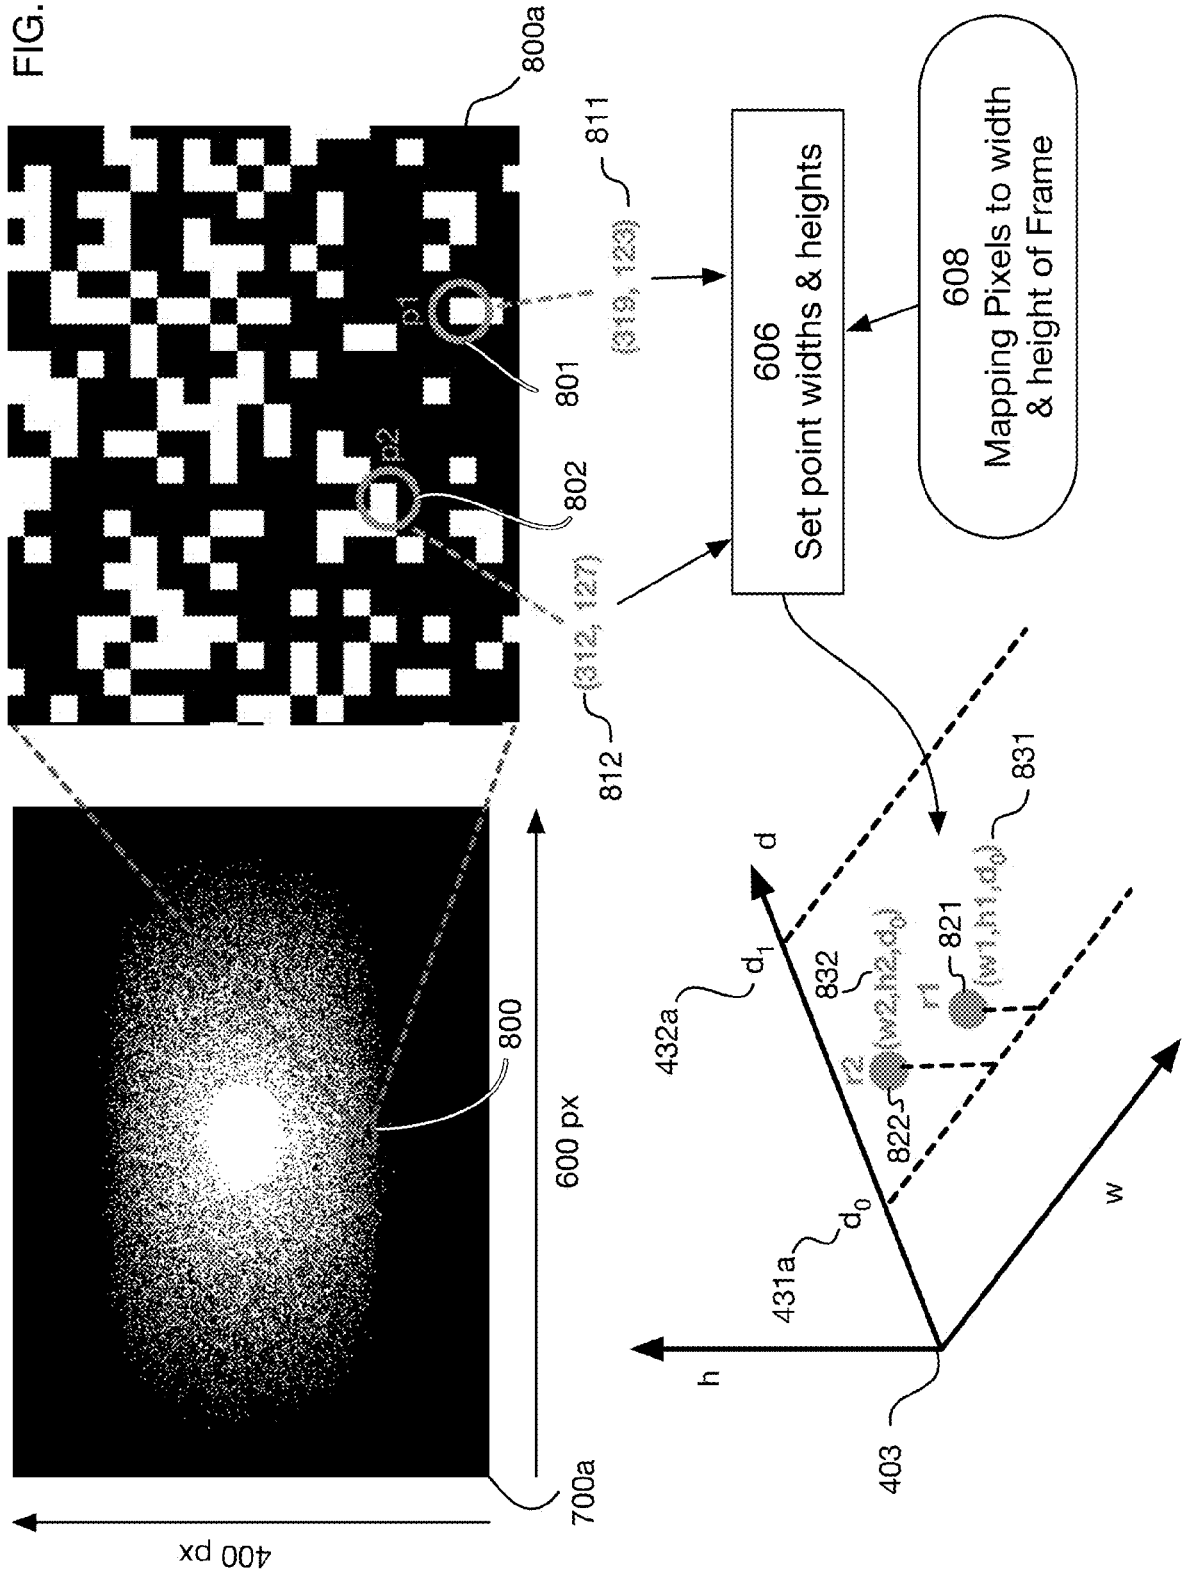 FIG.
400 px
700a
600 px
800
800a
p1
801
p2
802
(319, 123)
811
(312, 127)
812
606
Set point widths & heights
608
Mapping Pixels to width
& height of Frame
h
d
w
403
431a
d₀
432a
d₁
r2
822
832
(w2,h2,d₀)
r1
821
(w1,h1,d₀)
831